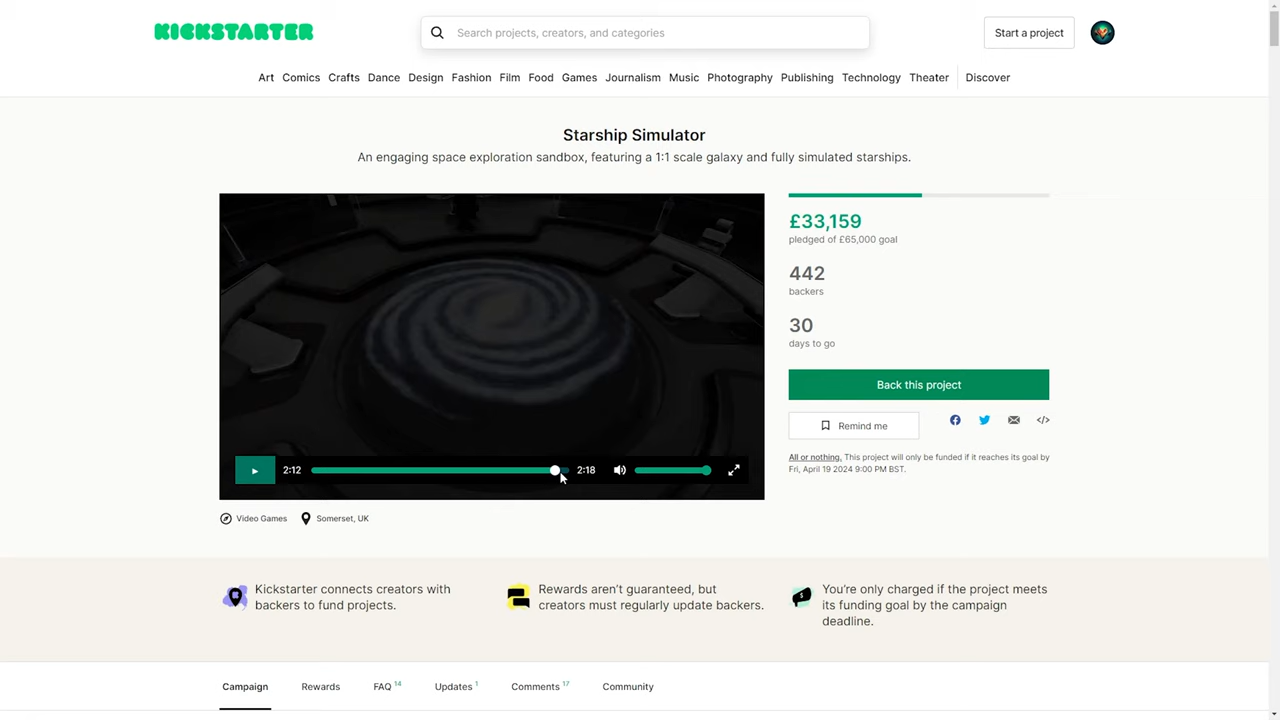 KICKSTARTER
Search projects, creators, and categories
Start a project
Art Comics Crafts Dance Design Fashion Film Food Games Journalism Music Photography Publishing Technology Theater Discover
Starship Simulator
An engaging space exploration sandbox, featuring a 1:1 scale galaxy and fully simulated starships.
£33,159
pledged of £65,000 goal
442
backers
30
days to go
Back this project
Remind me
All or nothing. This project will only be funded if it reaches its goal by
Fri, April 19 2024 9:00 PM BST.
2:12 2:18
Video Games Somerset, UK
Kickstarter connects creators with
backers to fund projects.
Rewards aren't guaranteed, but
creators must regularly update backers.
You're only charged if the project meets
its funding goal by the campaign
deadline.
Campaign Rewards FAQ 14 Updates 1 Comments 17 Community